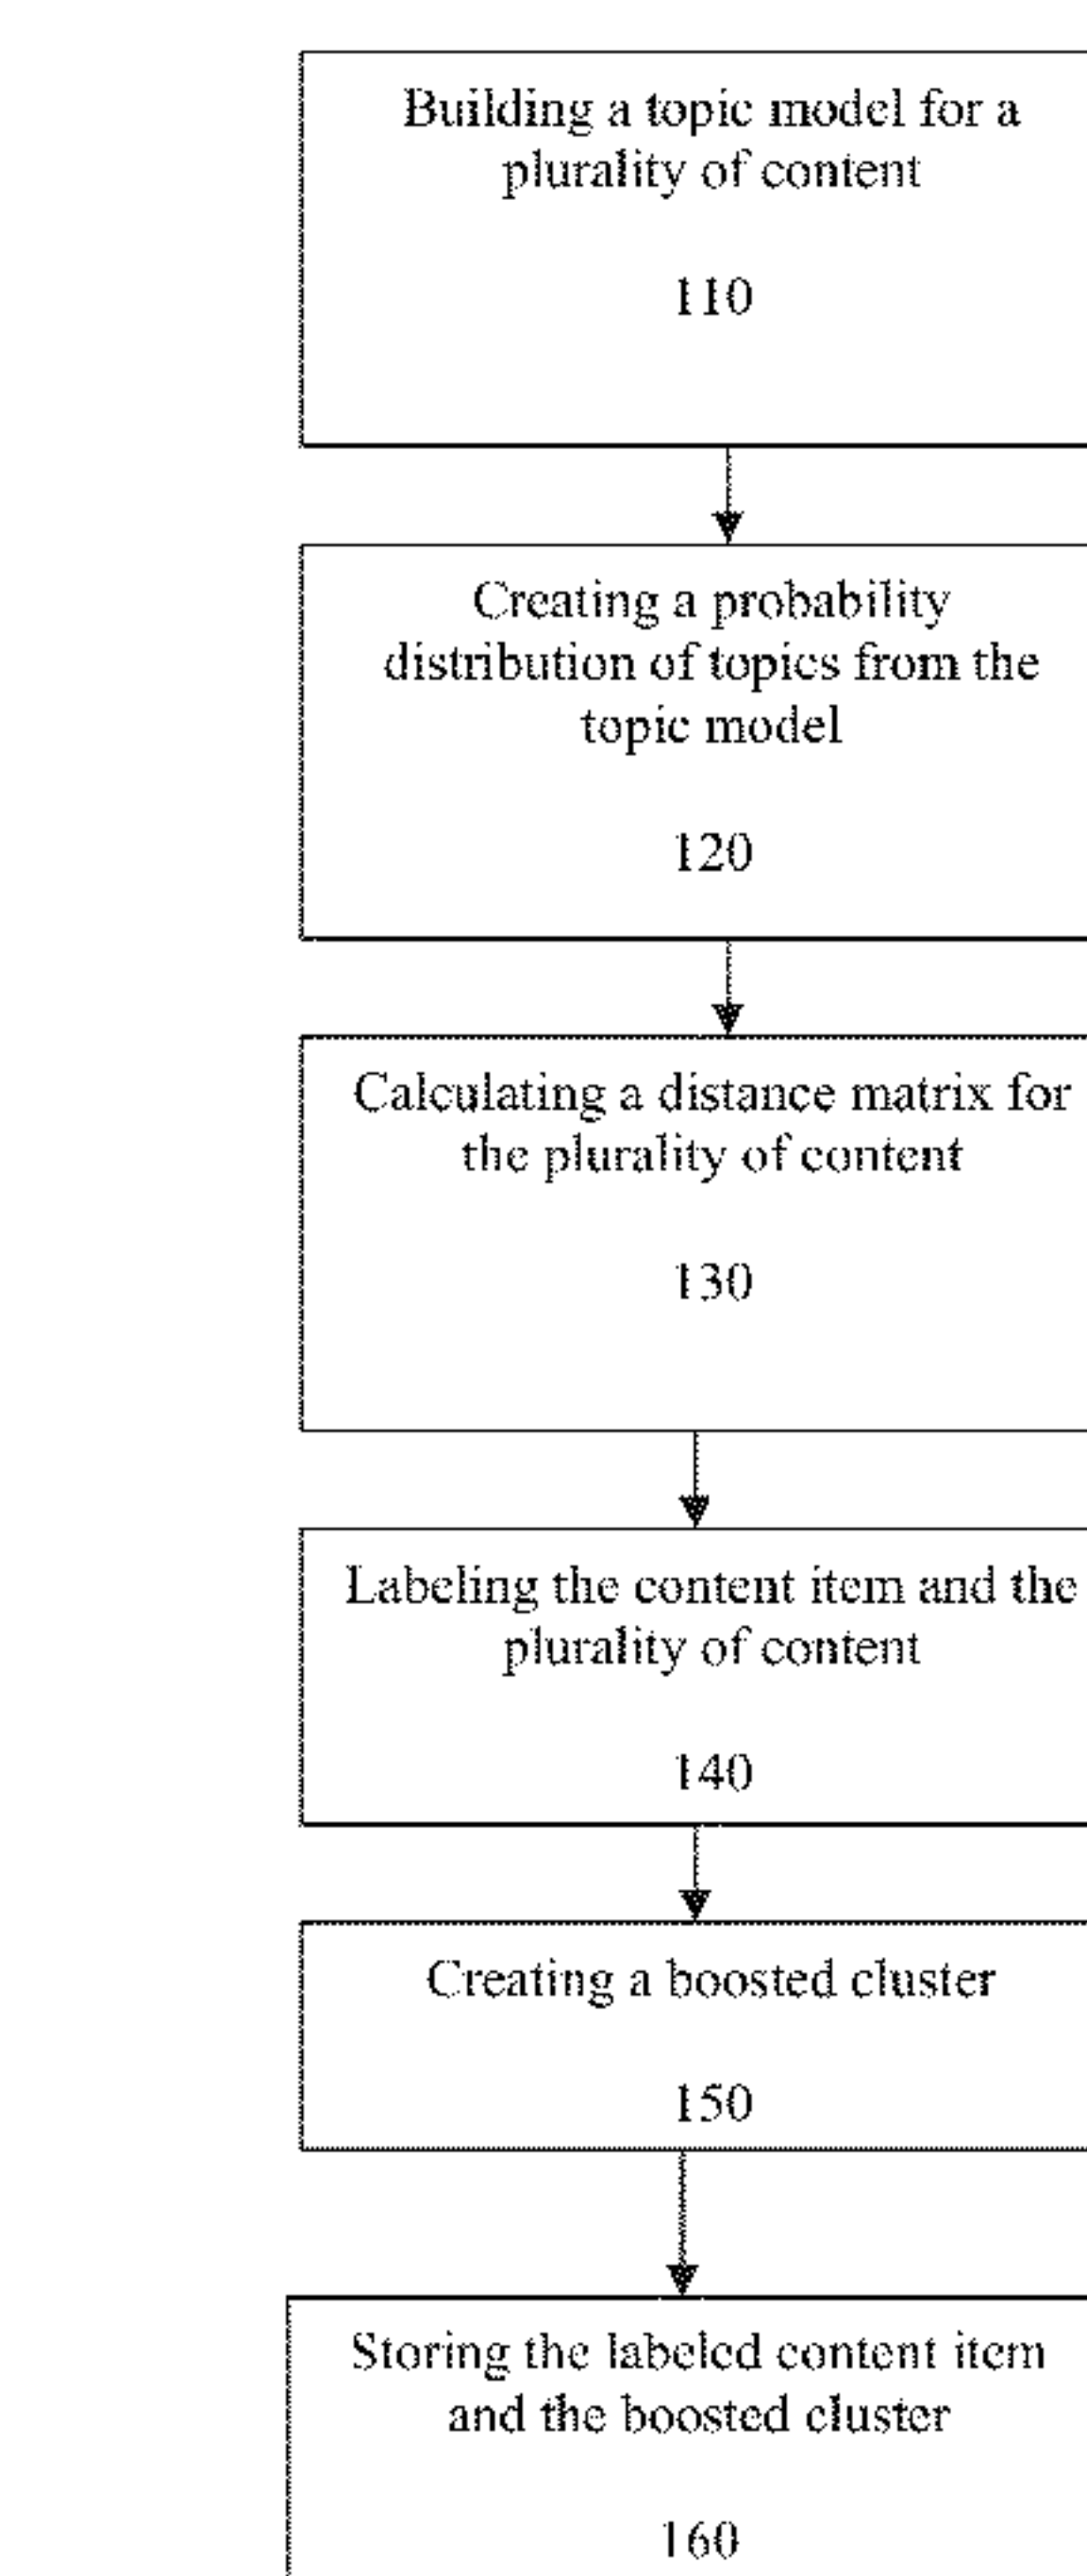 Building a topic model for a
plurality of content
110
Creating a probability
distribution of topics from the
topic model
120
Calculating a distance matrix for
the plurality of content
130
Labeling the content item and the
plurality of content
140
Creating a boosted cluster
150
Storing the labeled content item
and the boosted cluster
160